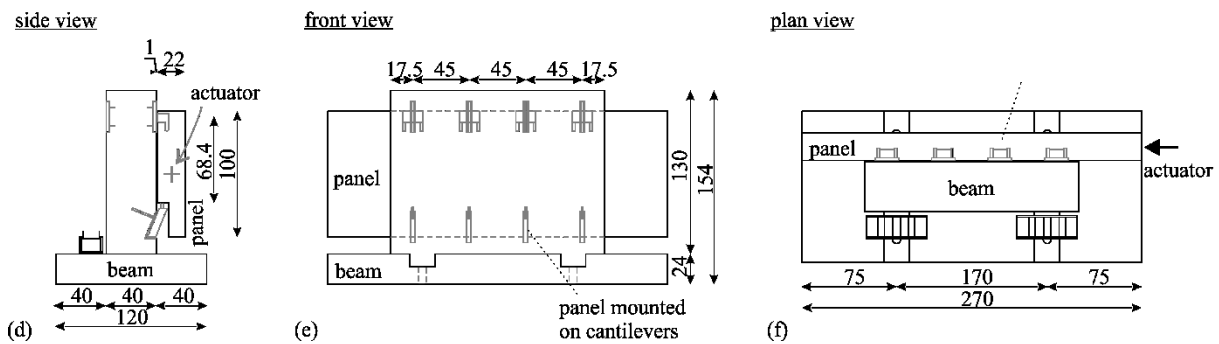 side view
front view
plan view
1
22
actuator
68.4
100
panel
beam
40
40
40
120
(d)
17.5
45
45
45
17.5
panel
130
154
beam
24
panel mounted
on cantilevers
(e)
panel
actuator
beam
75
170
75
270
(f)